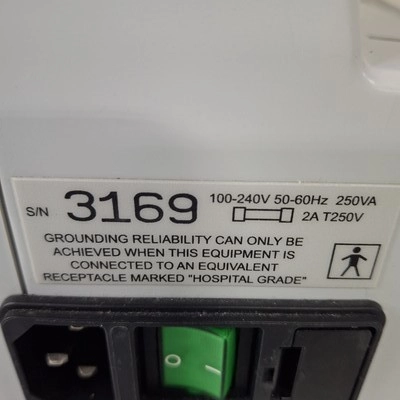 S/N 3169 100-240V 50-60Hz 250VA
2A T250V
GROUNDING RELIABILITY CAN ONLY BE
ACHIEVED WHEN THIS EQUIPMENT IS
CONNECTED TO AN EQUIVALENT
RECEPTACLE MARKED "HOSPITAL GRADE"